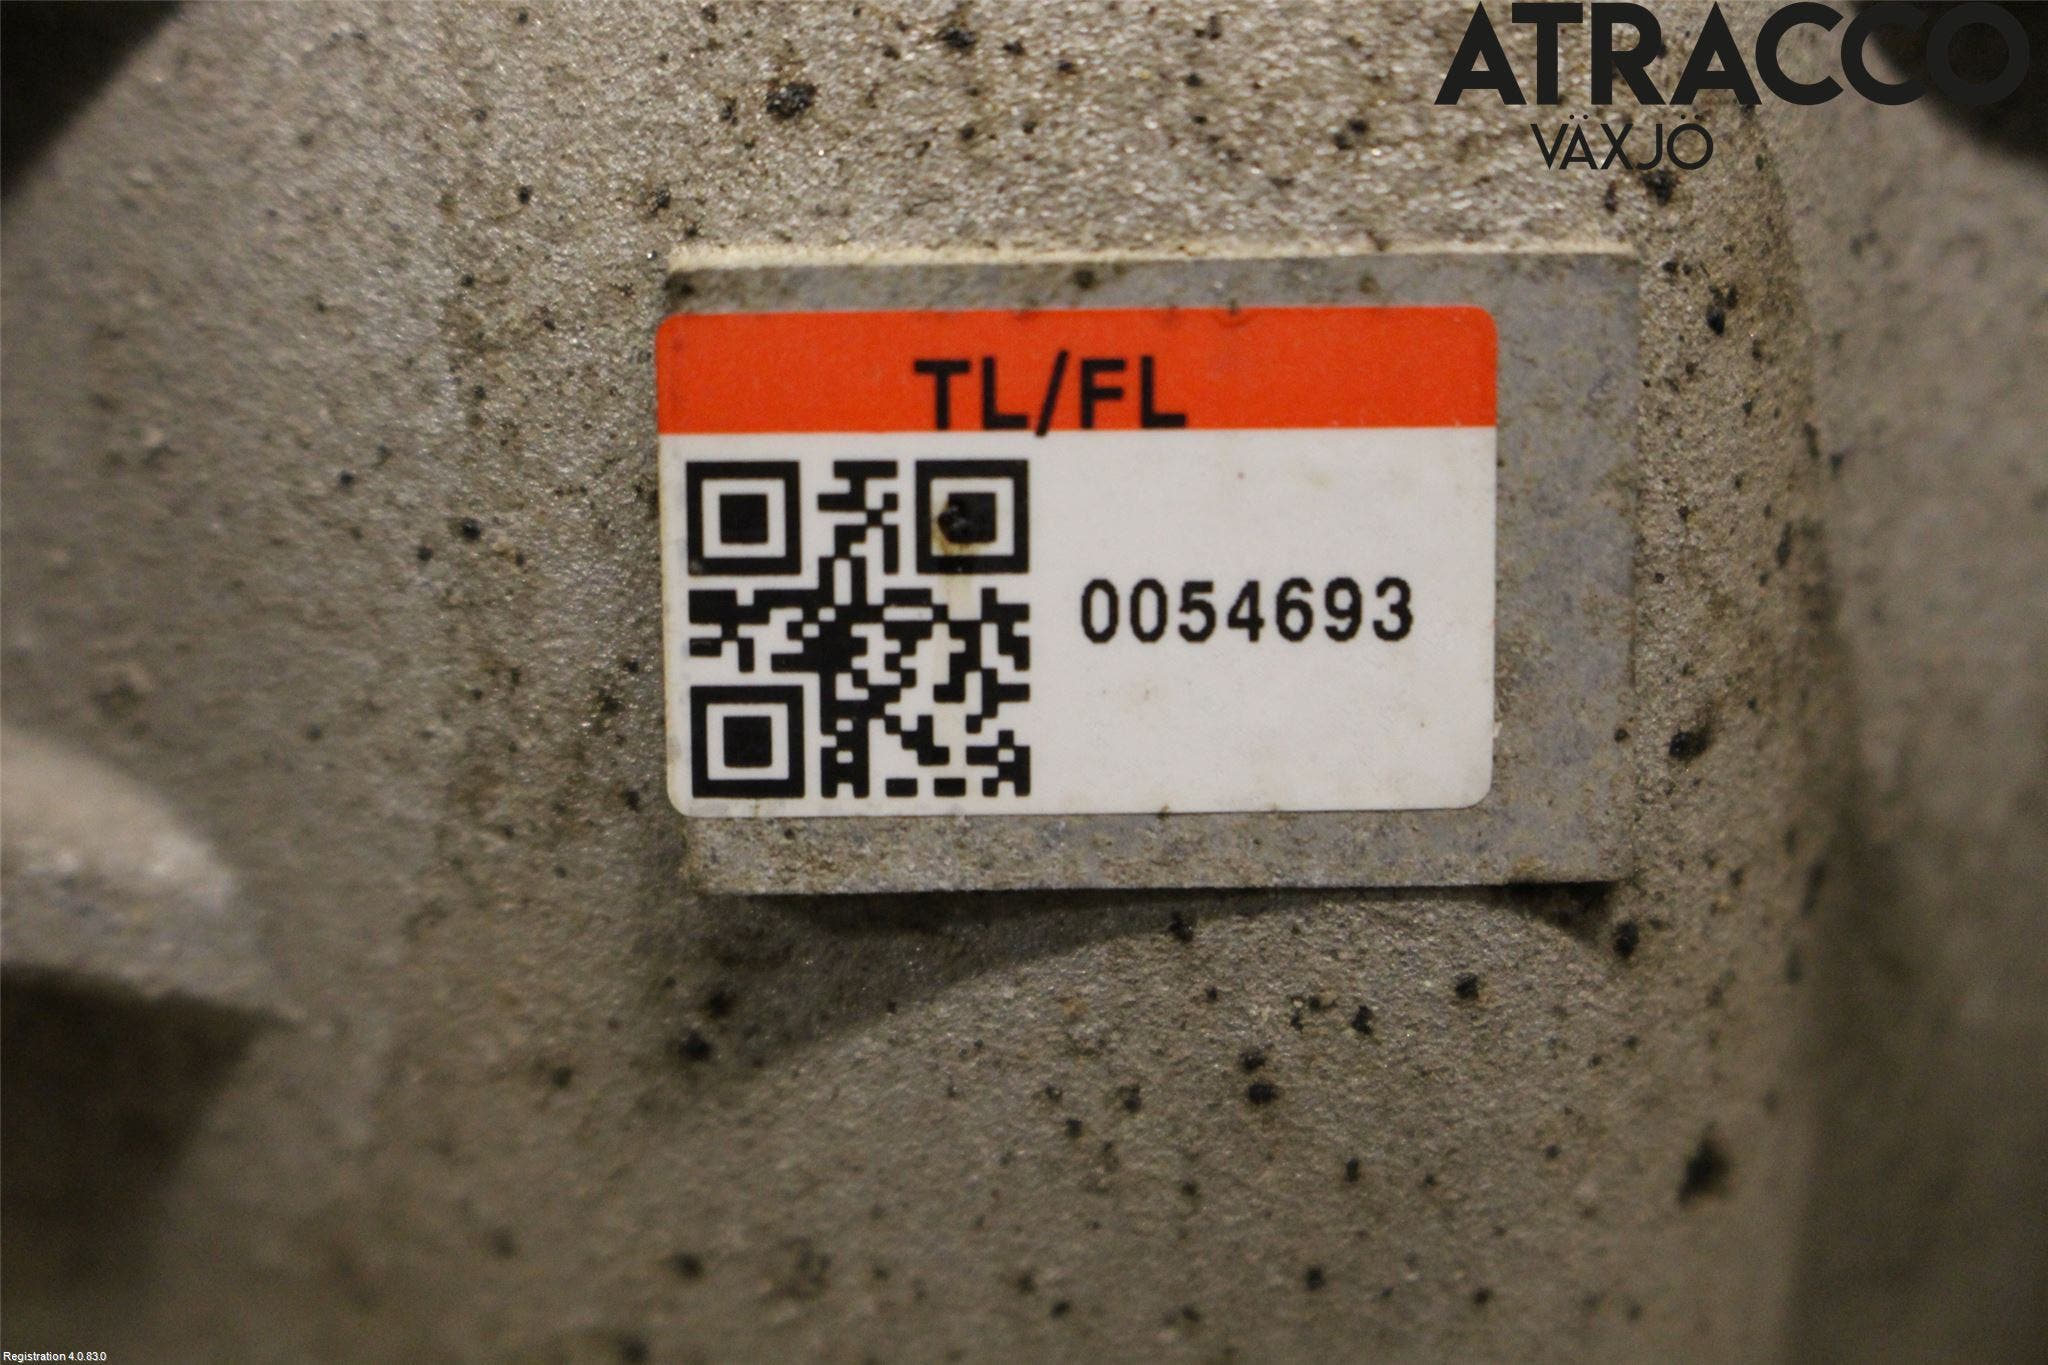 ATRACCO
VÄXJÖ
TL/FL
0054693
Registration 4.0.83.0